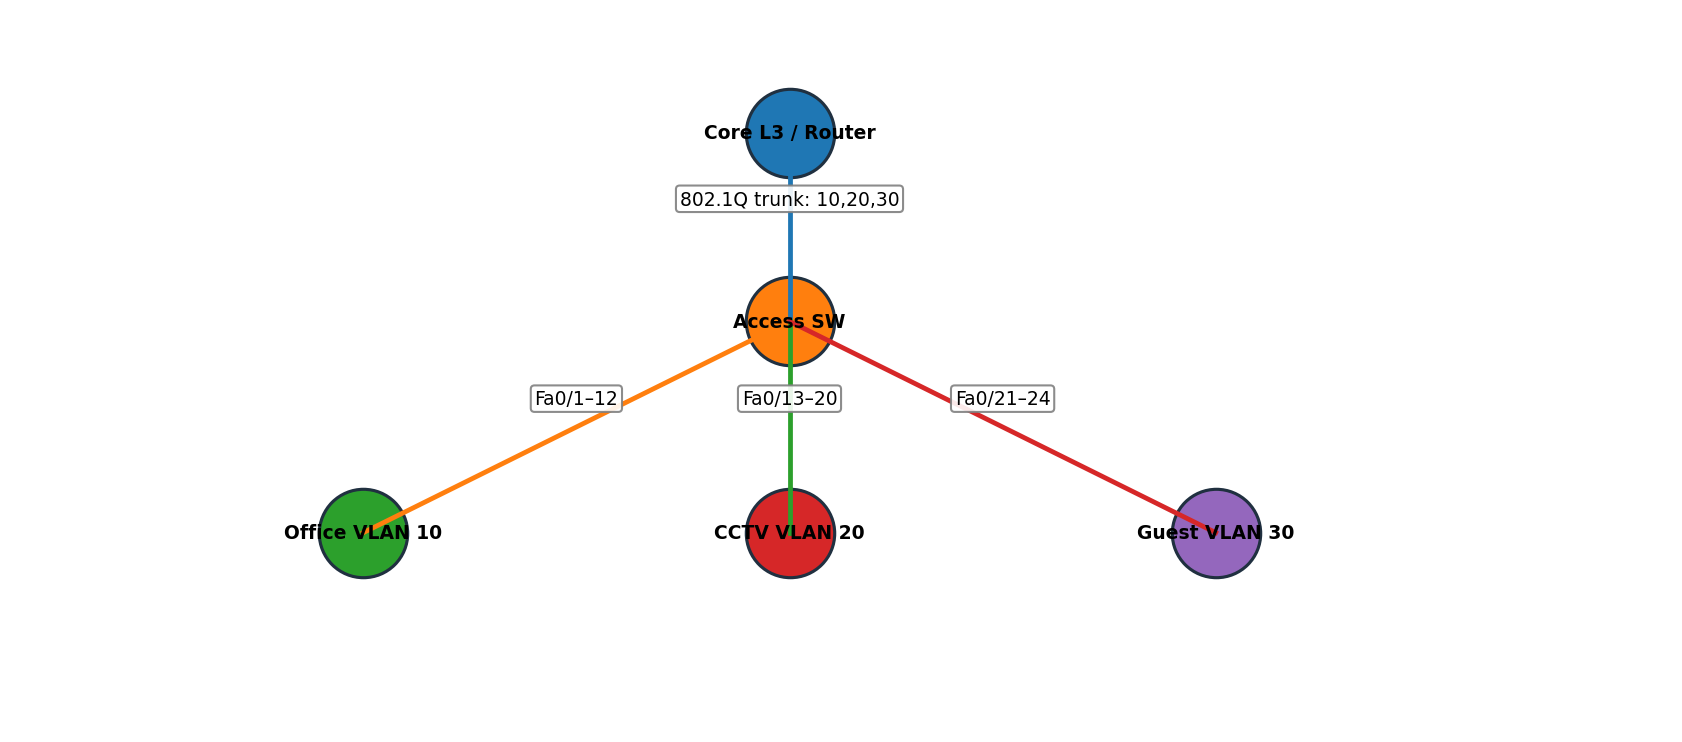 Core L3 / Router
802.1Q trunk: 10,20,30
Access SW
Fa0/1–12
Fa0/13–20
Fa0/21–24
Office VLAN 10
CCTV VLAN 20
Guest VLAN 30